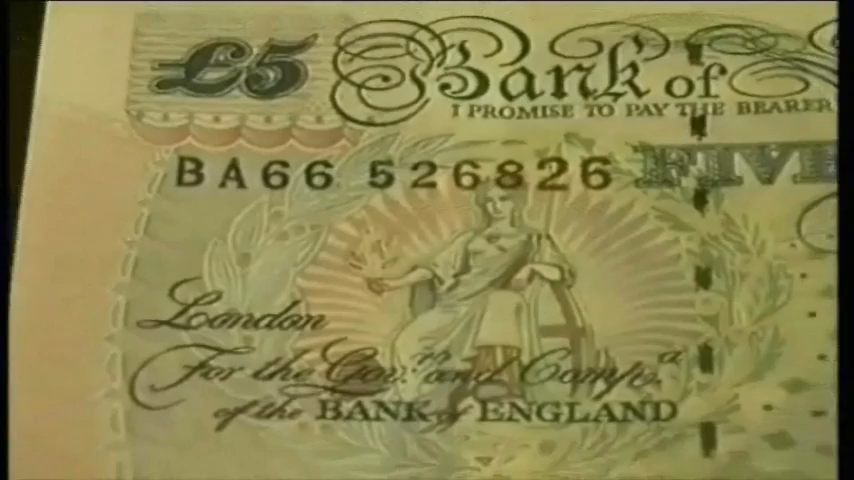 £5 Bank of
I PROMISE TO PAY THE BEARER
BA66 526826 FIVE
London
For the Gov.rs and Comp.a
of the BANK of ENGLAND